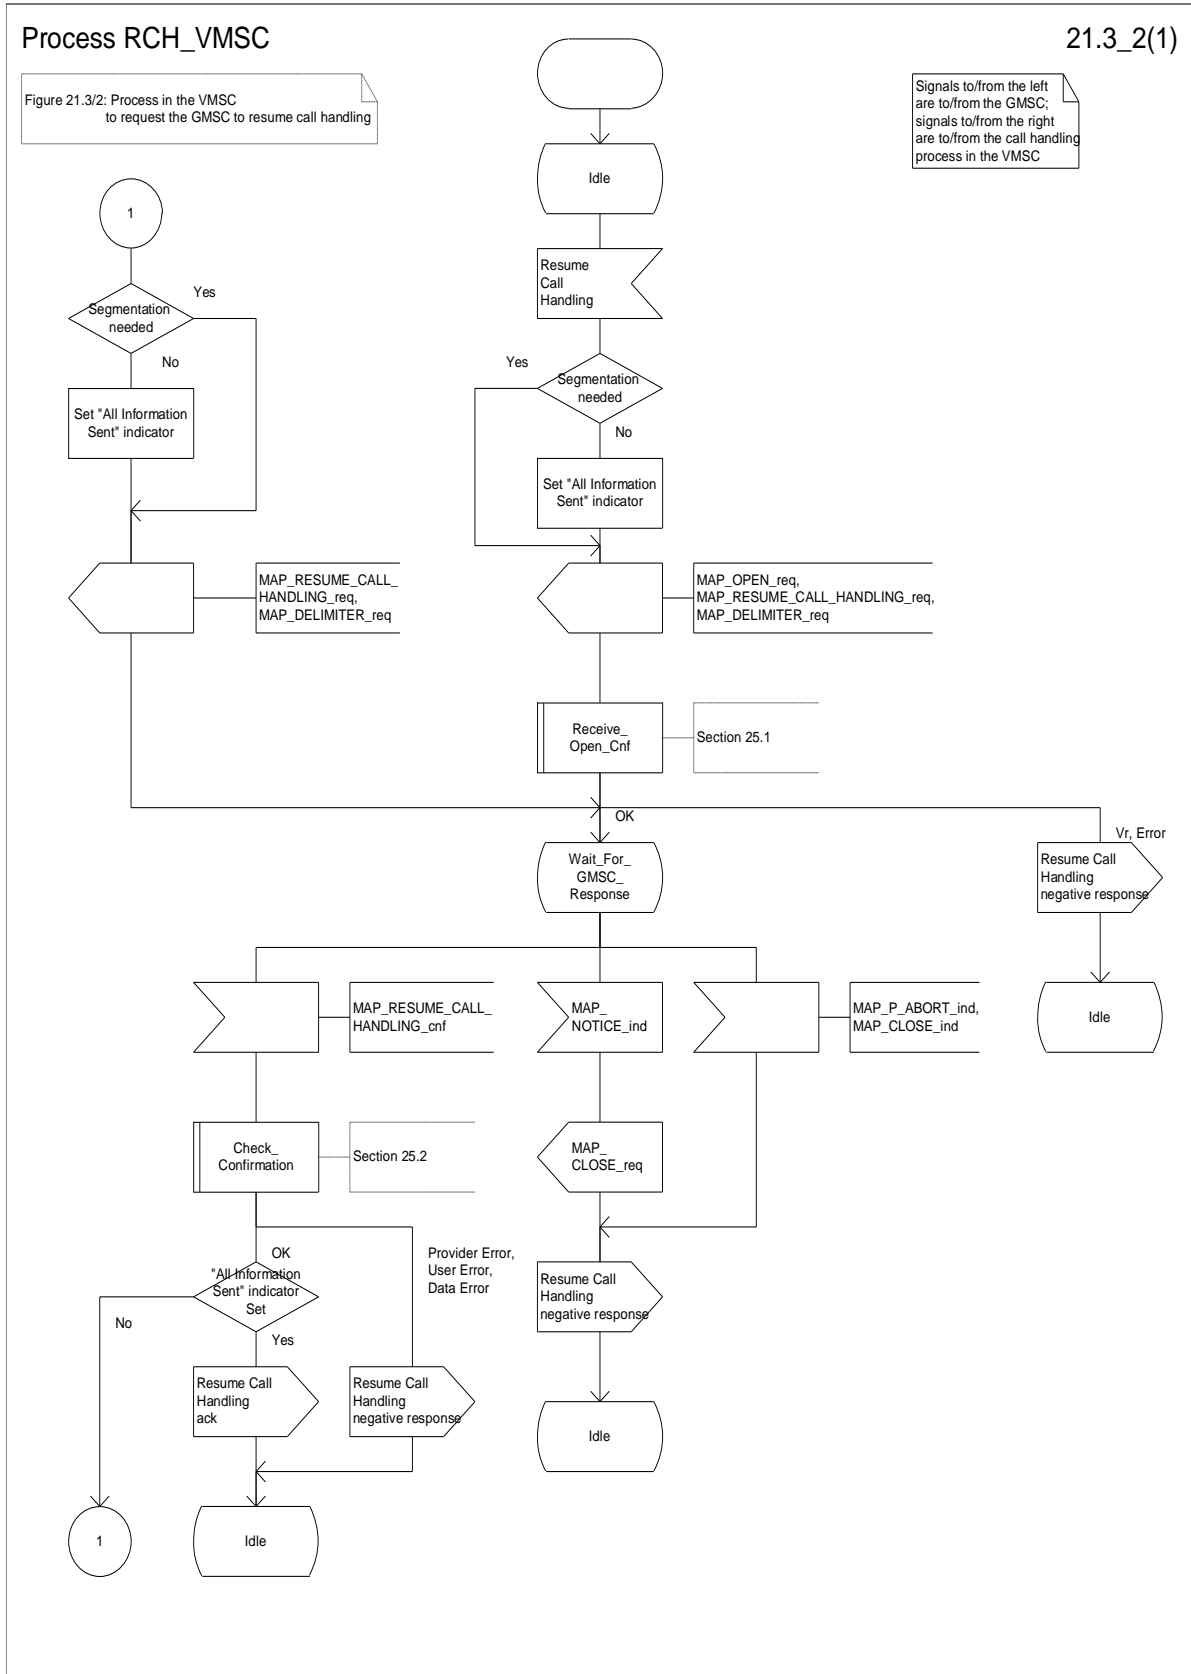 Process RCH_VMSC
21.3_2(1)
Figure 21.3/2: Process in the VMSC
to request the GMSC to resume call handling
Signals to/from the left
are to/from the GMSC;
signals to/from the right
are to/from the call handling
process in the VMSC
Idle
1
Resume
Call
Handling
Yes
Segmentation
needed
No
Set "All Information
Sent" indicator
Yes
Segmentation
needed
No
Set "All Information
Sent" indicator
MAP_RESUME_CALL_
HANDLING_req,
MAP_DELIMITER_req
MAP_OPEN_req,
MAP_RESUME_CALL_HANDLING_req,
MAP_DELIMITER_req
Receive_
Open_Cnf
Section 25.1
OK
Vr, Error
Wait_For_
GMSC_
Response
Resume Call
Handling
negative response
MAP_RESUME_CALL_
HANDLING_cnf
MAP_
NOTICE_ind
MAP_P_ABORT_ind,
MAP_CLOSE_ind
Idle
Check_
Confirmation
Section 25.2
MAP_
CLOSE_req
OK
Provider Error,
User Error,
Data Error
"All Information
Sent" indicator
Set
No
Yes
Resume Call
Handling
negative response
Resume Call
Handling
ack
Resume Call
Handling
negative response
Idle
1
Idle